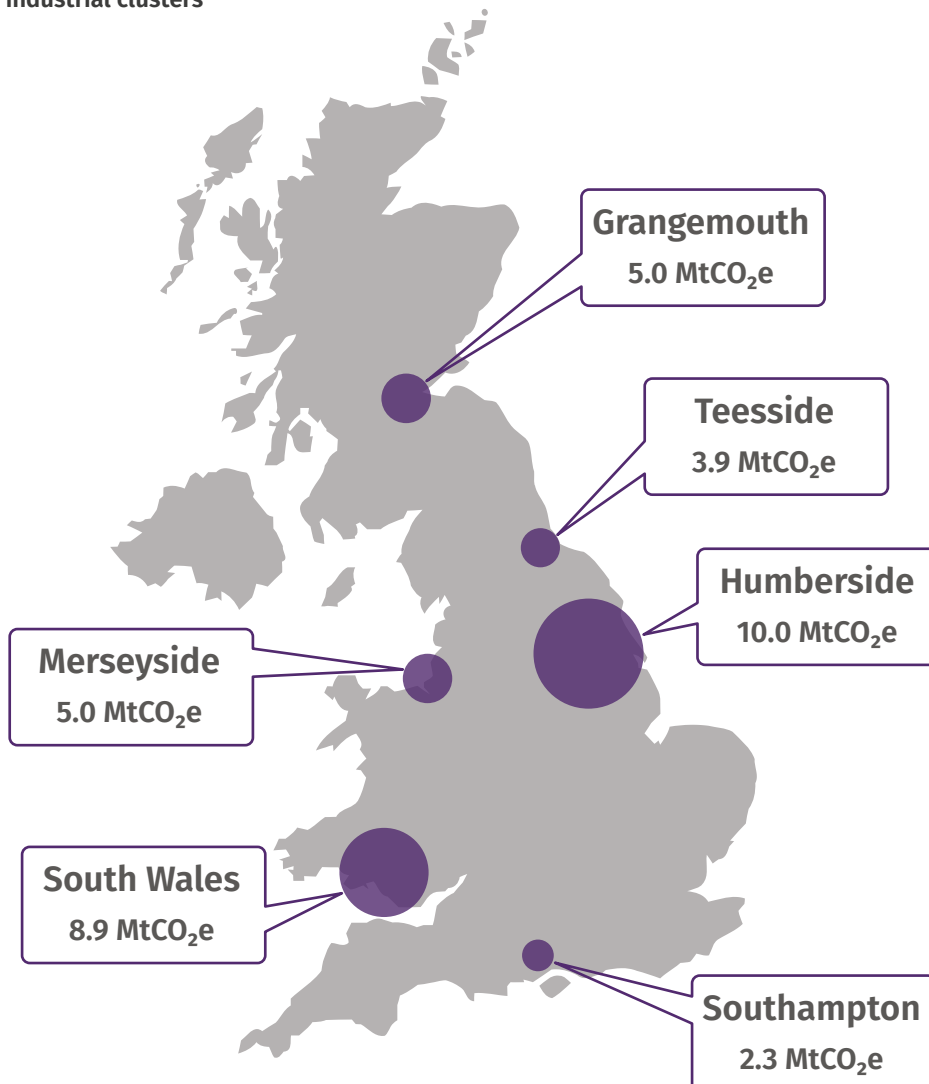 industrial clusters
Grangemouth
5.0 MtCO₂e
Teesside
3.9 MtCO₂e
Humberside
10.0 MtCO₂e
Merseyside
5.0 MtCO₂e
South Wales
8.9 MtCO₂e
Southampton
2.3 MtCO₂e